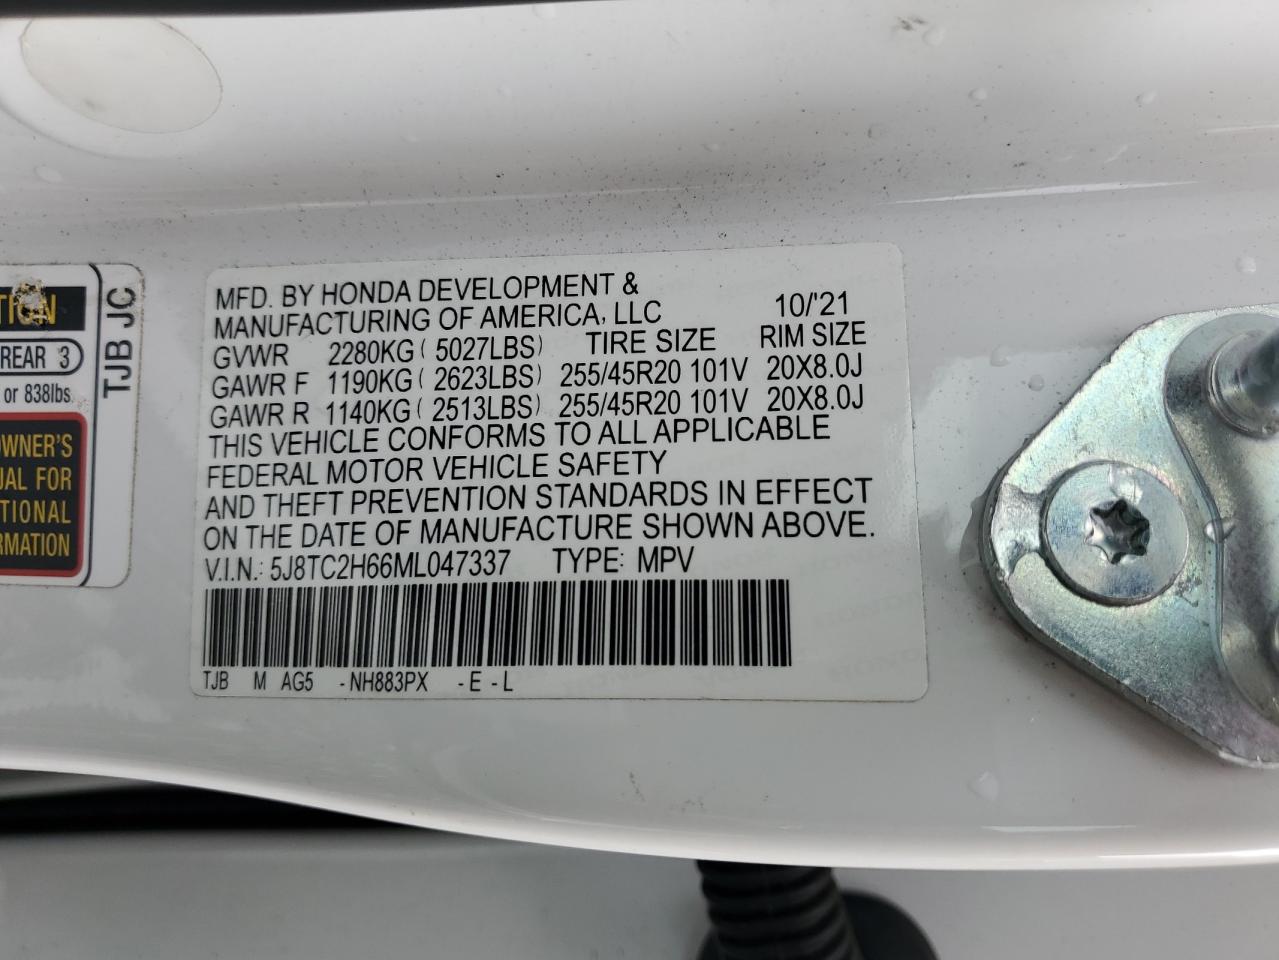 TION
REAR 3
or 838lbs.
OWNER'S
UAL FOR
TIONAL
RMATION
TJB JC
MFD. BY HONDA DEVELOPMENT &
MANUFACTURING OF AMERICA, LLC 10/'21
GVWR 2280KG ( 5027LBS) TIRE SIZE RIM SIZE
GAWR F 1190KG ( 2623LBS) 255/45R20 101V 20X8.0J
GAWR R 1140KG ( 2513LBS) 255/45R20 101V 20X8.0J
THIS VEHICLE CONFORMS TO ALL APPLICABLE
FEDERAL MOTOR VEHICLE SAFETY
AND THEFT PREVENTION STANDARDS IN EFFECT
ON THE DATE OF MANUFACTURE SHOWN ABOVE.
V.I.N.: 5J8TC2H66ML047337 TYPE: MPV
TJB M AG5 -NH883PX -E -L